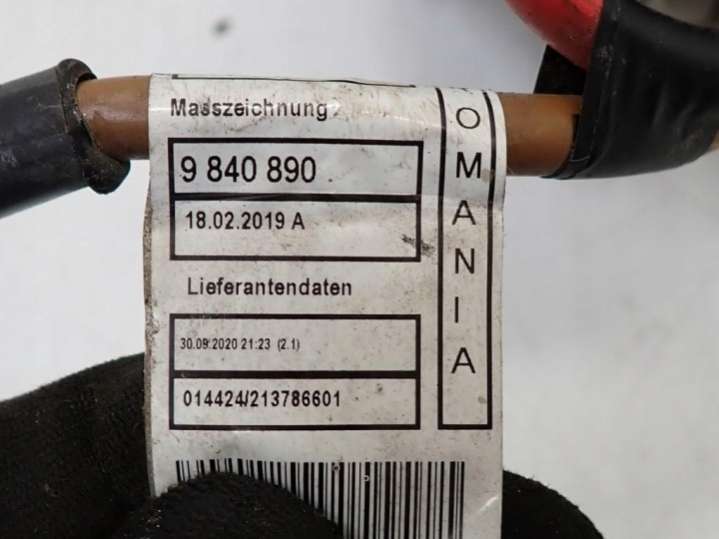 Masszeichnung
9 840 890
18.02.2019 A
Lieferantendaten
30.09.2020 21:23 (2.1)
014424/213786601
OMANIA